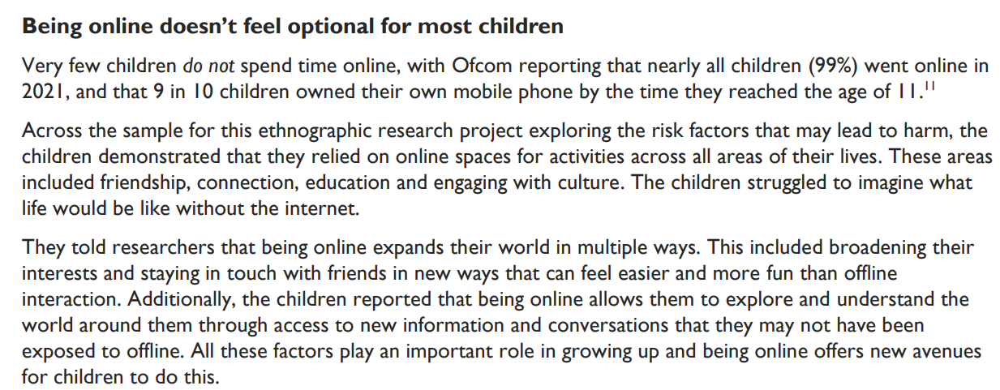 Being online doesn't feel optional for most children
Very few children do not spend time online, with Ofcom reporting that nearly all children (99%) went online in
2021, and that 9 in 10 children owned their own mobile phone by the time they reached the age of 11.¹¹
Across the sample for this ethnographic research project exploring the risk factors that may lead to harm, the
children demonstrated that they relied on online spaces for activities across all areas of their lives. These areas
included friendship, connection, education and engaging with culture. The children struggled to imagine what
life would be like without the internet.
They told researchers that being online expands their world in multiple ways. This included broadening their
interests and staying in touch with friends in new ways that can feel easier and more fun than offline
interaction. Additionally, the children reported that being online allows them to explore and understand the
world around them through access to new information and conversations that they may not have been
exposed to offline. All these factors play an important role in growing up and being online offers new avenues
for children to do this.